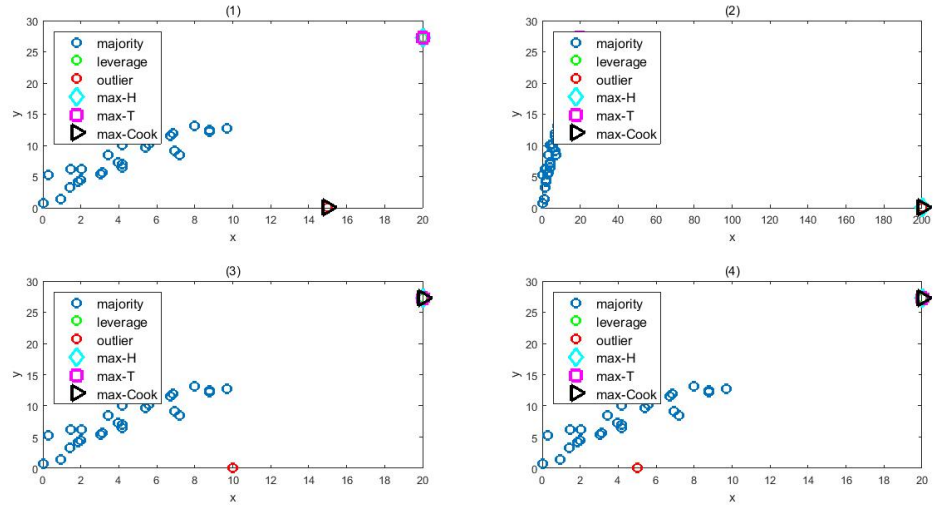 (1)
30
25
20
15
10
5
0
y
majority
leverage
outlier
max-H
max-T
max-Cook
0 2 4 6 8 10 12 14 16 18 20
x
(2)
30
25
20
15
10
5
0
y
majority
leverage
outlier
max-H
max-T
max-Cook
0 20 40 60 80 100 120 140 160 180 200
x
(3)
30
25
20
15
10
5
0
y
majority
leverage
outlier
max-H
max-T
max-Cook
0 2 4 6 8 10 12 14 16 18 20
x
(4)
30
25
20
15
10
5
0
y
majority
leverage
outlier
max-H
max-T
max-Cook
0 2 4 6 8 10 12 14 16 18 20
x